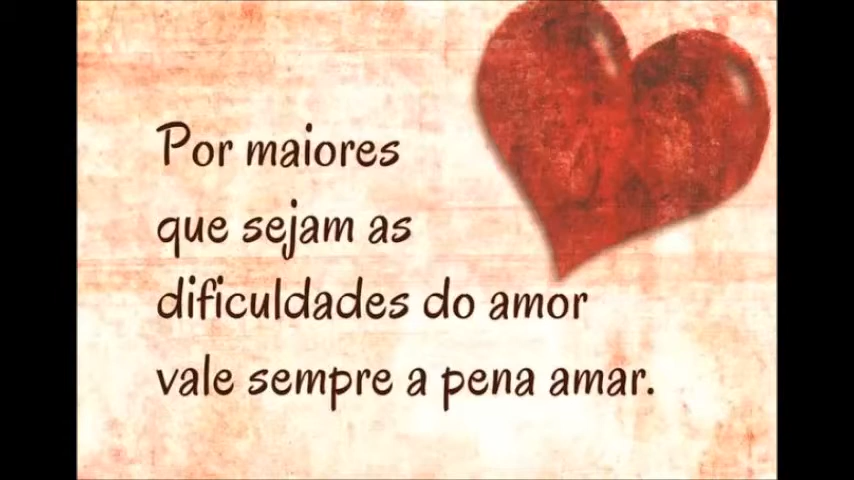 Por maiores
que sejam as
dificuldades do amor
vale sempre a pena amar.